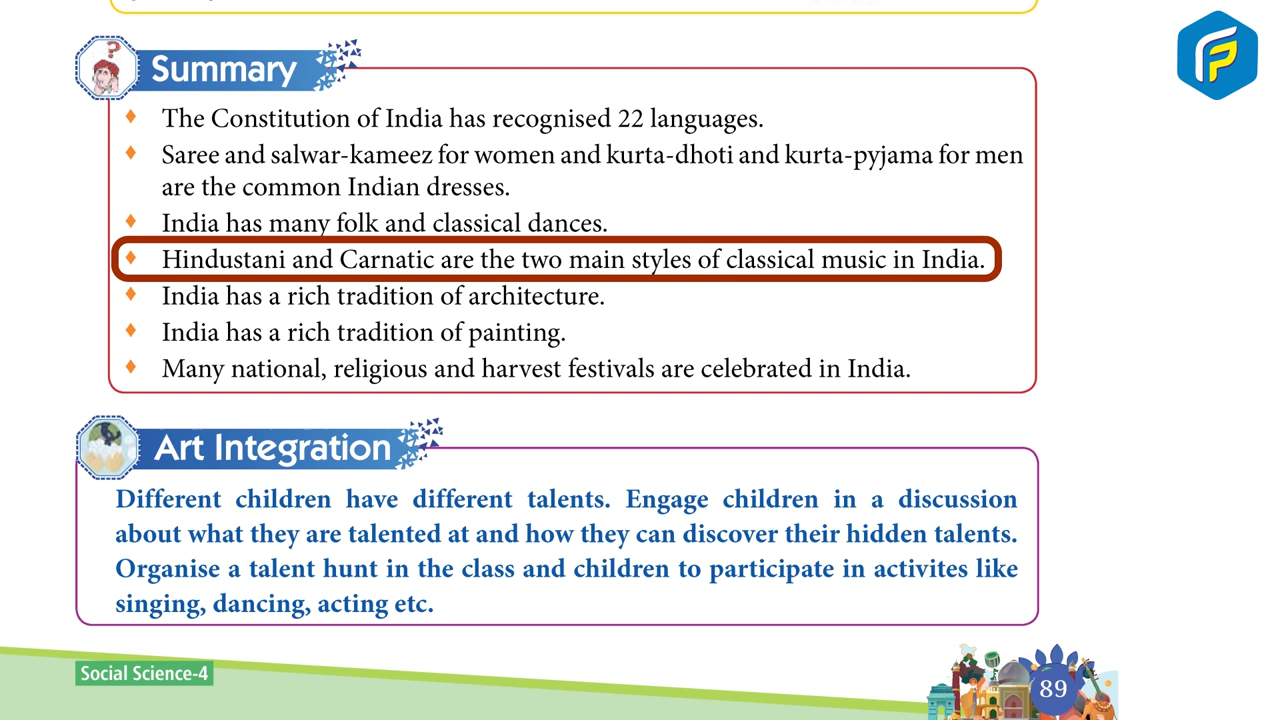 Summary
The Constitution of India has recognised 22 languages.
Saree and salwar-kameez for women and kurta-dhoti and kurta-pyjama for men
are the common Indian dresses.
India has many folk and classical dances.
Hindustani and Carnatic are the two main styles of classical music in India.
India has a rich tradition of architecture.
India has a rich tradition of painting.
Many national, religious and harvest festivals are celebrated in India.
Art Integration
Different children have different talents. Engage children in a discussion
about what they are talented at and how they can discover their hidden talents.
Organise a talent hunt in the class and children to participate in activites like
singing, dancing, acting etc.
Social Science-4
89